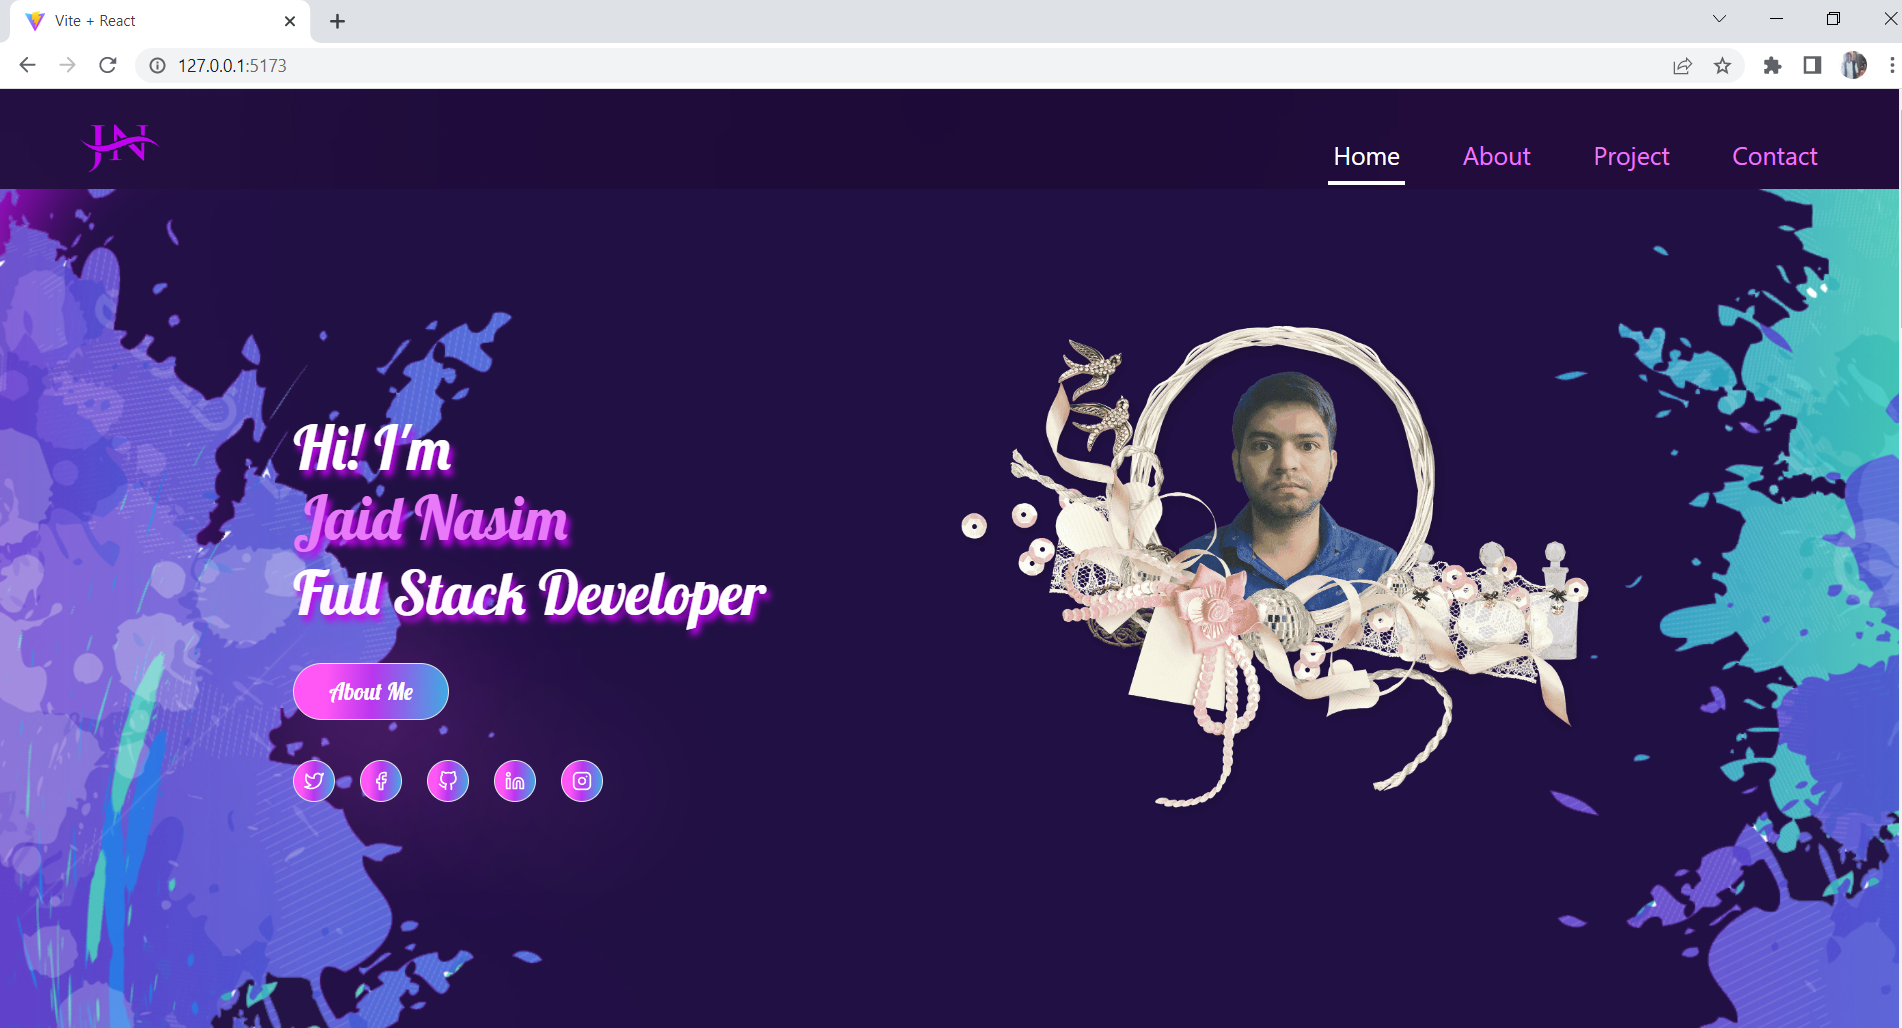 Vite + React
127.0.0.1:5173
JN
Home About Project Contact
Hi! I'm
Jaid Nasim
Full Stack Developer
About Me